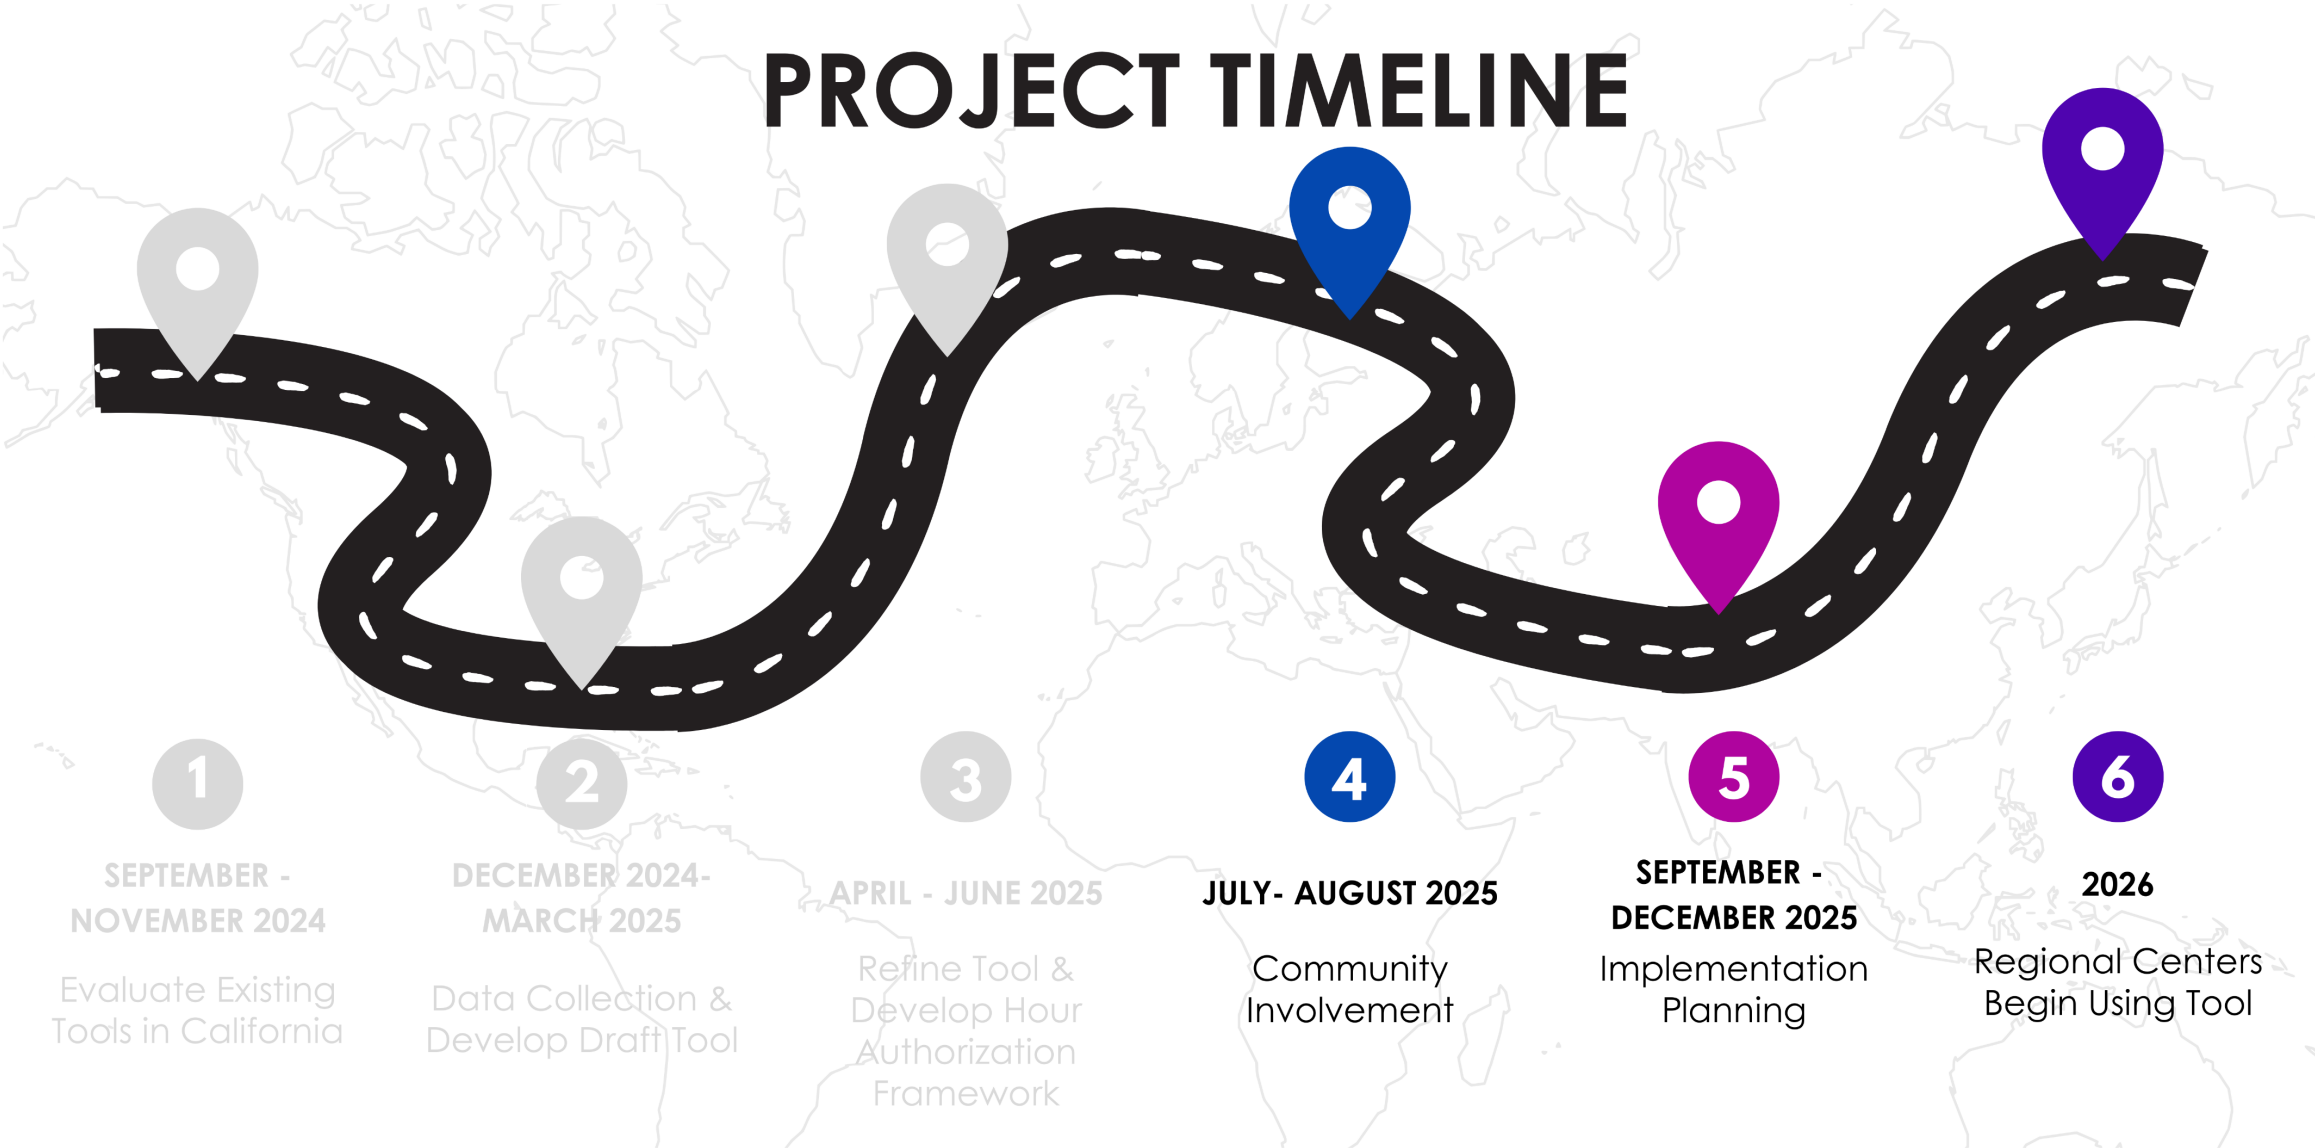 PROJECT TIMELINE
1
SEPTEMBER -
NOVEMBER 2024
Evaluate Existing
Tools in California
2
DECEMBER 2024-
MARCH 2025
Data Collection &
Develop Draft Tool
3
APRIL - JUNE 2025
Refine Tool &
Develop Hour
Authorization
Framework
4
JULY- AUGUST 2025
Community
Involvement
5
SEPTEMBER -
DECEMBER 2025
Implementation
Planning
6
2026
Regional Centers
Begin Using Tool